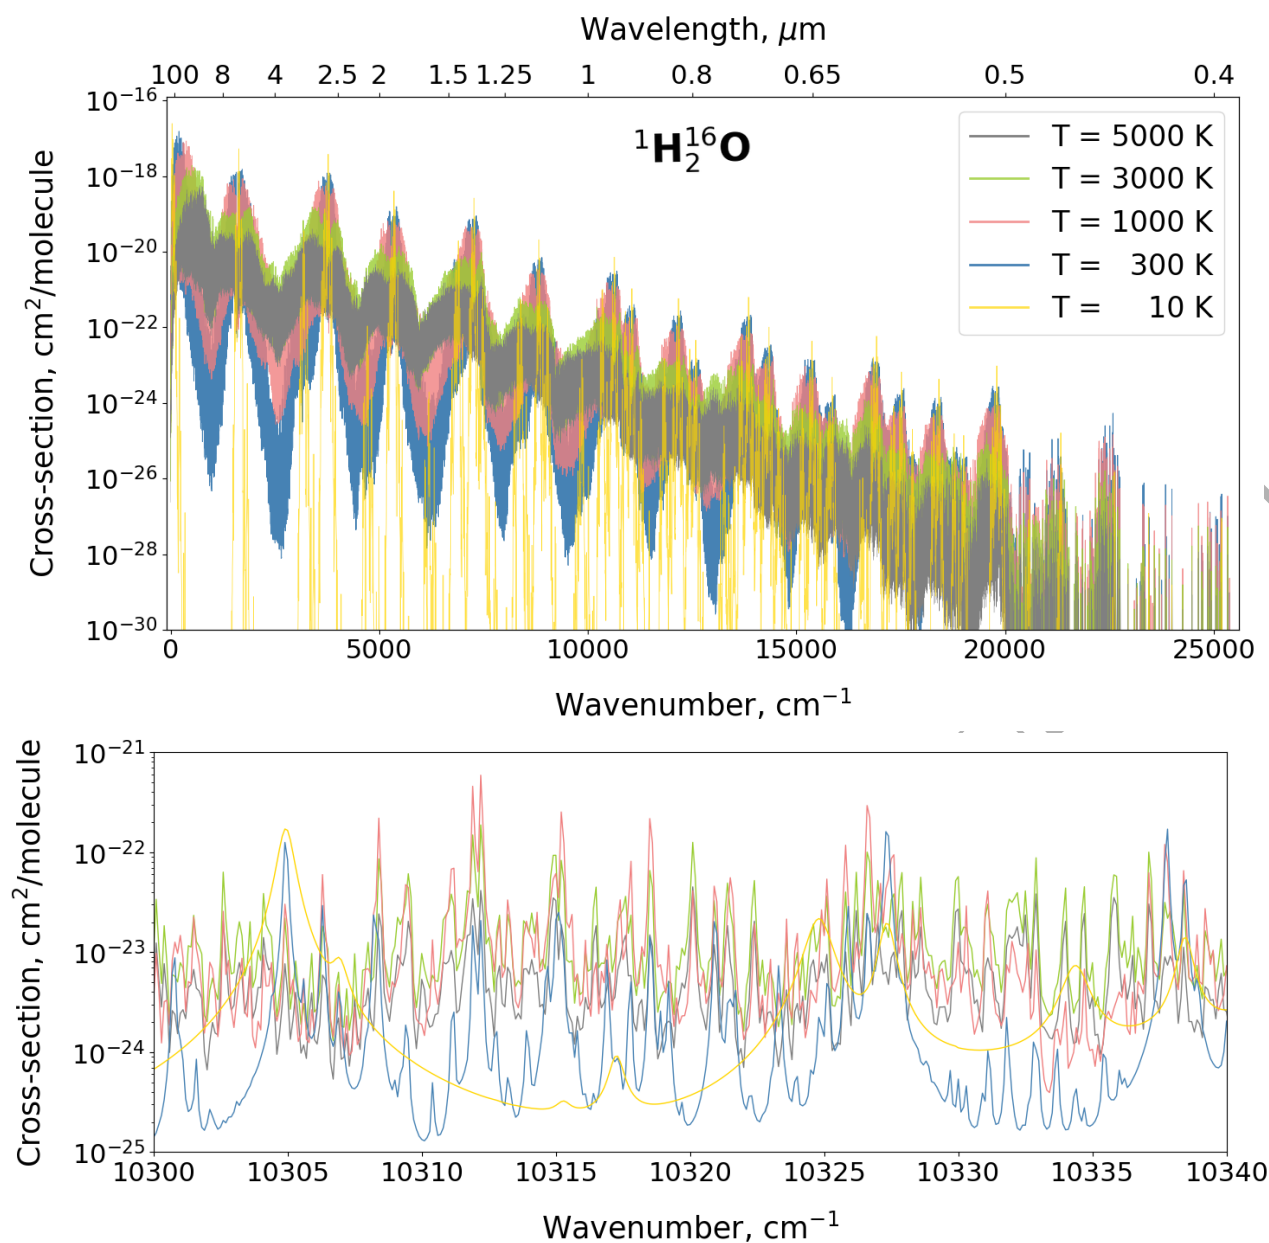 Wavelength, μm
100 8 4 2.5 2 1.5 1.25 1 0.8 0.65 0.5 0.4
Cross-section, cm²/molecule
10⁻¹⁶
10⁻¹⁸
10⁻²⁰
10⁻²²
10⁻²⁴
10⁻²⁶
10⁻²⁸
10⁻³⁰
¹H₂¹⁶O
T = 5000 K
T = 3000 K
T = 1000 K
T = 300 K
T = 10 K
0 5000 10000 15000 20000 25000
Wavenumber, cm⁻¹
Cross-section, cm²/molecule
10⁻²¹
10⁻²²
10⁻²³
10⁻²⁴
10⁻²⁵
10300 10305 10310 10315 10320 10325 10330 10335 10340
Wavenumber, cm⁻¹